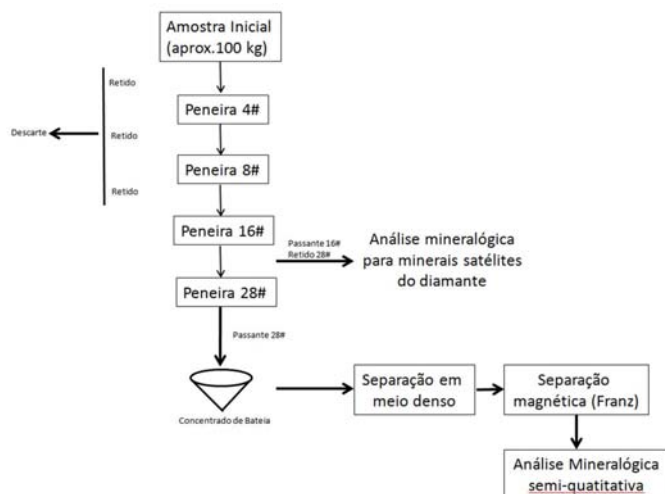 Amostra Inicial
(aprox.100 kg)
Retido
Peneira 4#
Descarte
Retido
Peneira 8#
Retido
Peneira 16#
Passante 16#
Retido 28#
Análise mineralógica
para minerais satélites
do diamante
Peneira 28#
Passante 28#
Concentrado de Bateia
Separação em
meio denso
Separação
magnética (Franz)
Análise Mineralógica
semi-quatitativa